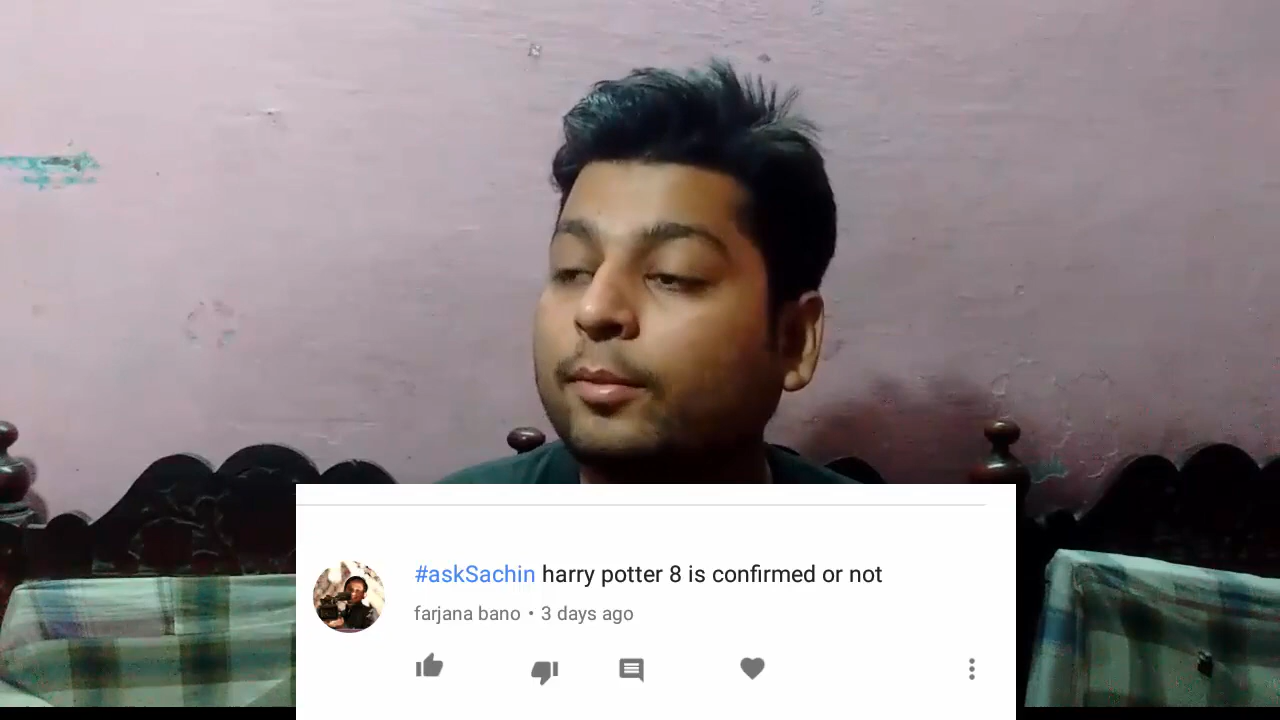 #askSachin harry potter 8 is confirmed or not
farjana bano • 3 days ago